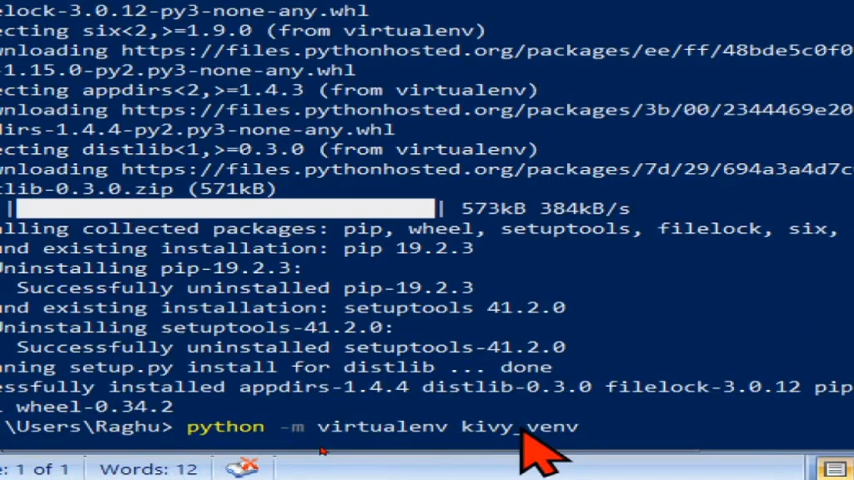 elock-3.0.12-py3-none-any.whl
ecting six<2,>=1.9.0 (from virtualenv)
wnloading https://files.pythonhosted.org/packages/ee/ff/48bde5c0f0
-1.15.0-py2.py3-none-any.whl
ecting appdirs<2,>=1.4.3 (from virtualenv)
wnloading https://files.pythonhosted.org/packages/3b/00/2344469e20
dirs-1.4.4-py2.py3-none-any.whl
ecting distlib<1,>=0.3.0 (from virtualenv)
wnloading https://files.pythonhosted.org/packages/7d/29/694a3a4d7c
tlib-0.3.0.zip (571kB)
| | 573kB 384kB/s
alling collected packages: pip, wheel, setuptools, filelock, six,
und existing installation: pip 19.2.3
Uninstalling pip-19.2.3:
Successfully uninstalled pip-19.2.3
und existing installation: setuptools 41.2.0
Uninstalling setuptools-41.2.0:
Successfully uninstalled setuptools-41.2.0
ning setup.py install for distlib ... done
essfully installed appdirs-1.4.4 distlib-0.3.0 filelock-3.0.12 pip
l wheel-0.34.2
\Users\Raghu> python -m virtualenv kivy_venv
: 1 of 1 Words: 12